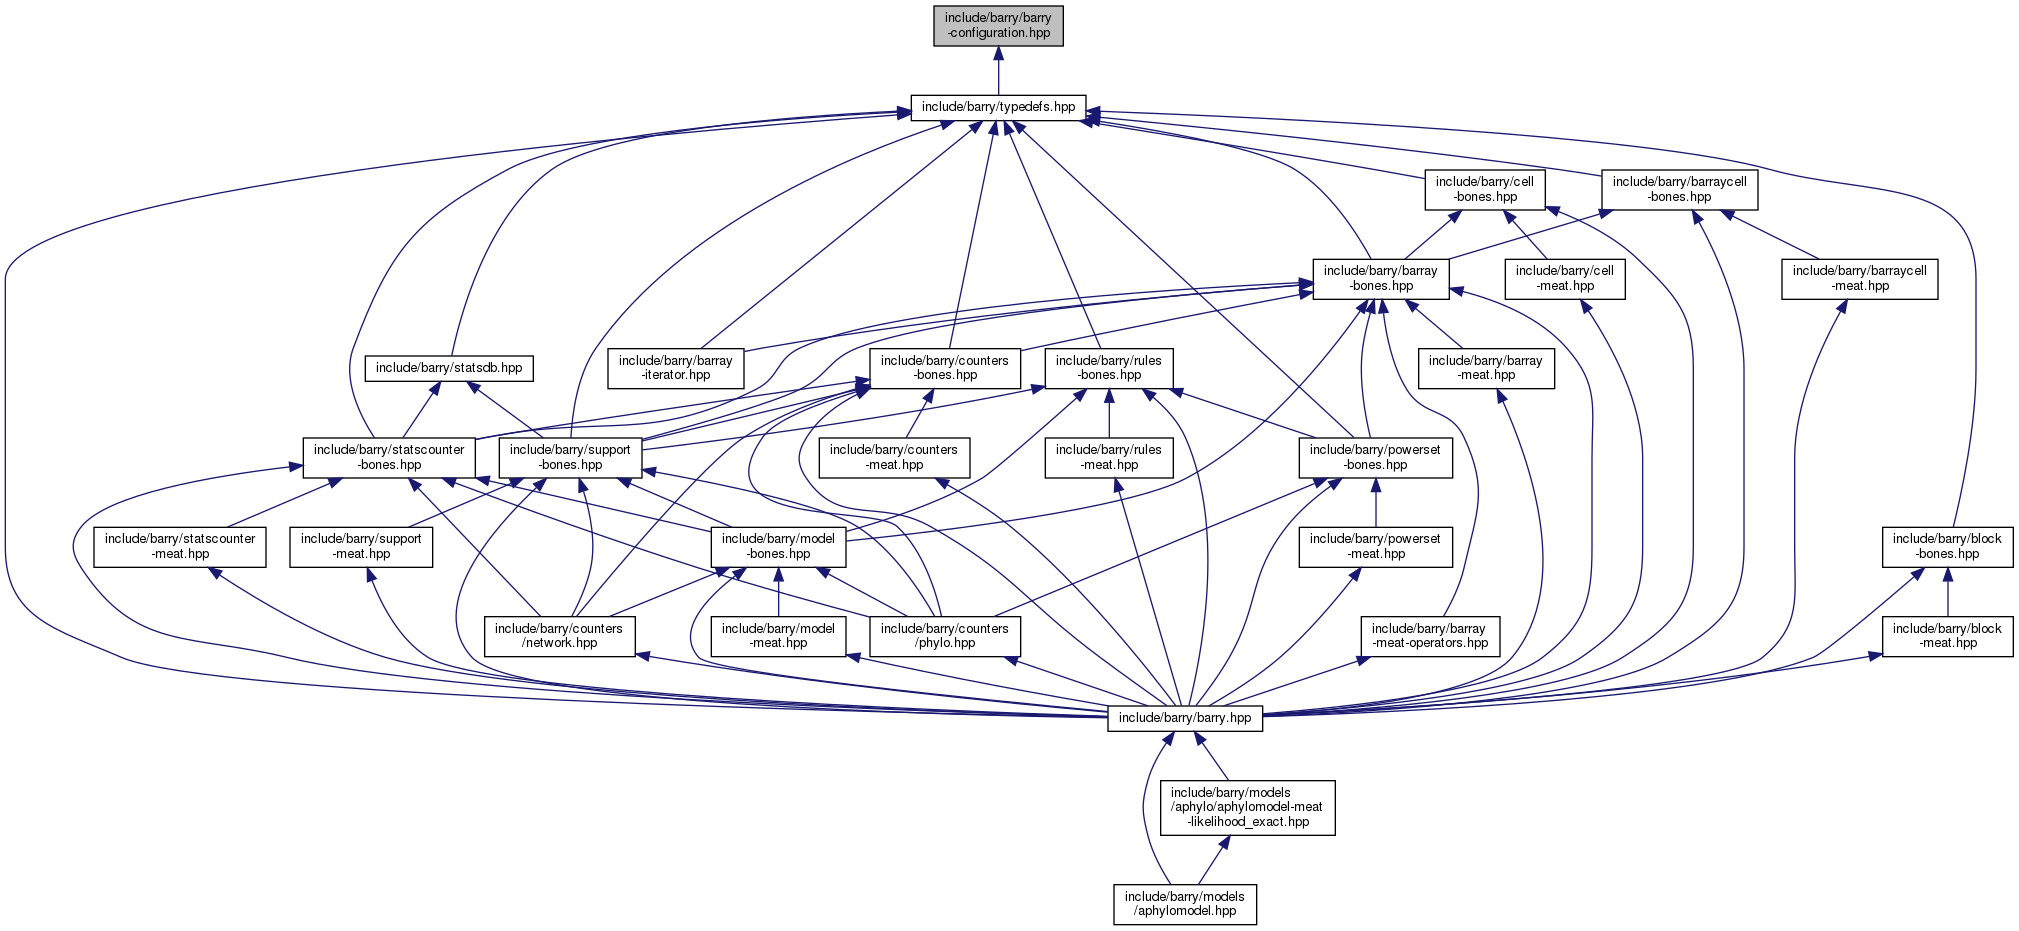 include/barry/barry
-configuration.hpp
include/barry/typedefs.hpp
include/barry/cell
-bones.hpp
include/barry/barraycell
-bones.hpp
include/barry/barray
-bones.hpp
include/barry/cell
-meat.hpp
include/barry/barraycell
-meat.hpp
include/barry/statsdb.hpp
include/barry/barray
-iterator.hpp
include/barry/counters
-bones.hpp
include/barry/rules
-bones.hpp
include/barry/barray
-meat.hpp
include/barry/statscounter
-bones.hpp
include/barry/support
-bones.hpp
include/barry/counters
-meat.hpp
include/barry/rules
-meat.hpp
include/barry/powerset
-bones.hpp
include/barry/statscounter
-meat.hpp
include/barry/support
-meat.hpp
include/barry/model
-bones.hpp
include/barry/powerset
-meat.hpp
include/barry/block
-bones.hpp
include/barry/counters
/network.hpp
include/barry/model
-meat.hpp
include/barry/counters
/phylo.hpp
include/barry/barray
-meat-operators.hpp
include/barry/block
-meat.hpp
include/barry/barry.hpp
include/barry/models
/aphylo/aphylomodel-meat
-likelihood_exact.hpp
include/barry/models
/aphylomodel.hpp